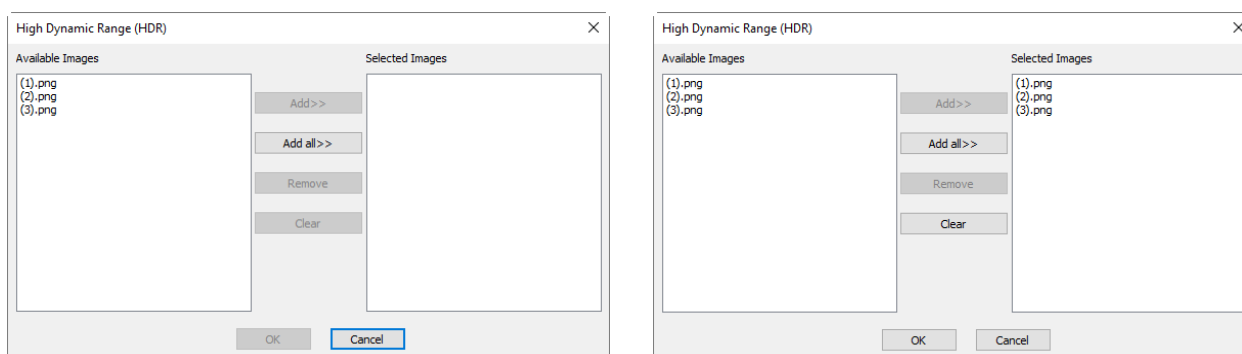 High Dynamic Range (HDR)
Available Images
Selected Images
(1).png
(2).png
(3).png
Add>>
Add all>>
Remove
Clear
OK
Cancel
High Dynamic Range (HDR)
Available Images
Selected Images
(1).png
(2).png
(3).png
Add>>
Add all>>
Remove
Clear
(1).png
(2).png
(3).png
OK
Cancel